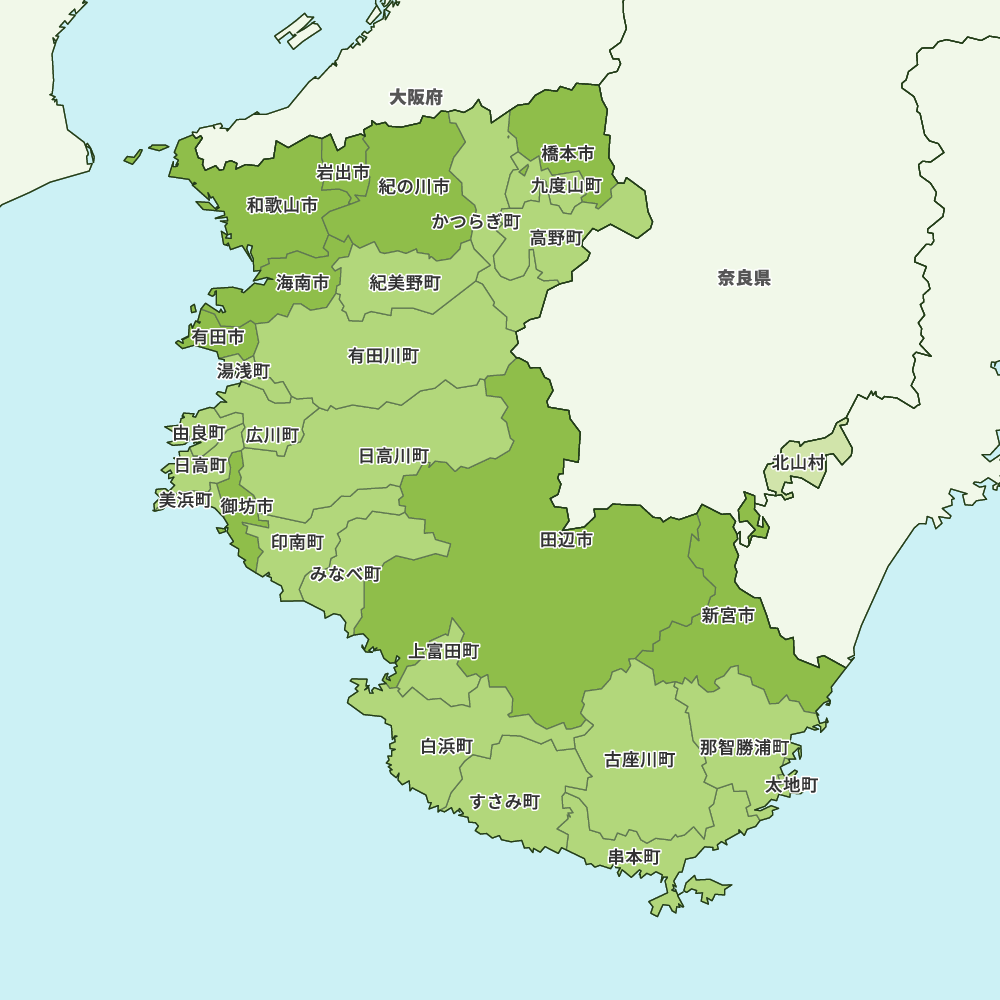 大阪府
橋本市
岩出市
紀の川市
九度山町
和歌山市
かつらぎ町
高野町
奈良県
海南市
紀美野町
有田市
有田川町
湯浅町
由良町
広川町
日高川町
北山村
日高町
美浜町
御坊市
田辺市
印南町
みなべ町
新宮市
上富田町
白浜町
那智勝浦町
古座川町
太地町
すさみ町
串本町